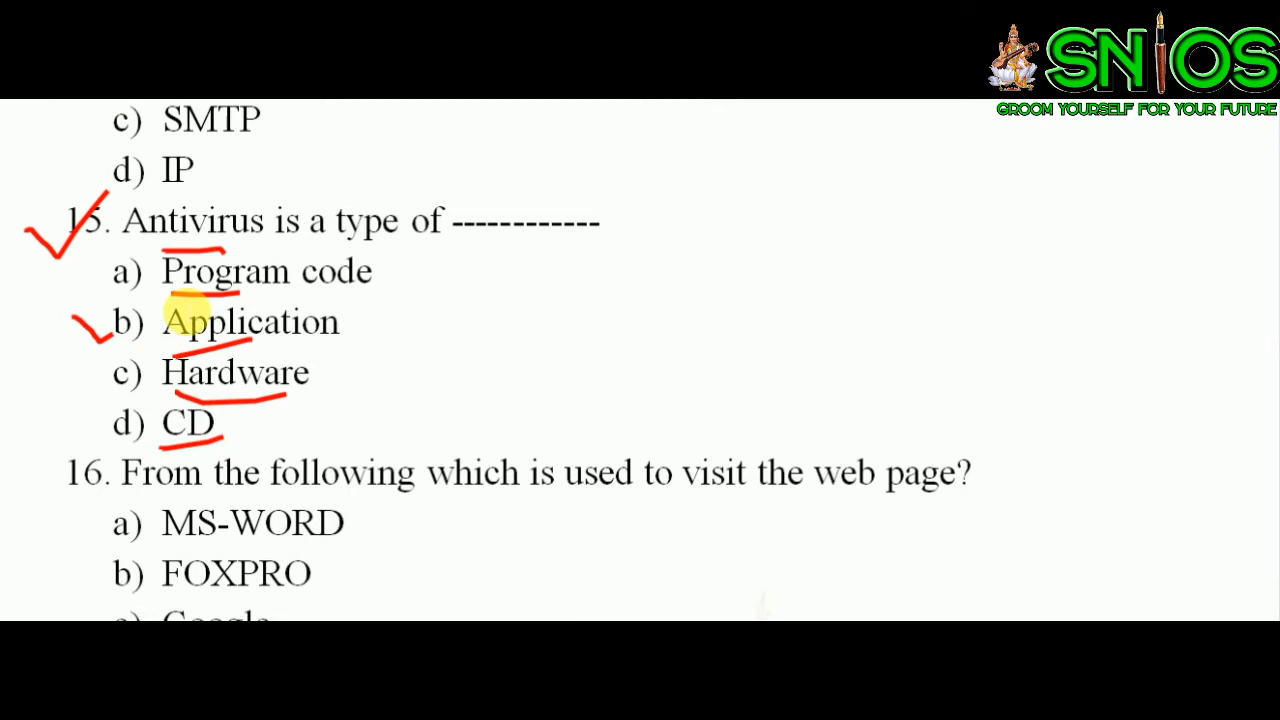 SNIOS
GROOM YOURSELF FOR YOUR FUTURE
c) SMTP
d) IP
15. Antivirus is a type of ------------
a) Program code
b) Application
c) Hardware
d) CD
16. From the following which is used to visit the web page?
a) MS-WORD
b) FOXPRO
c) Google